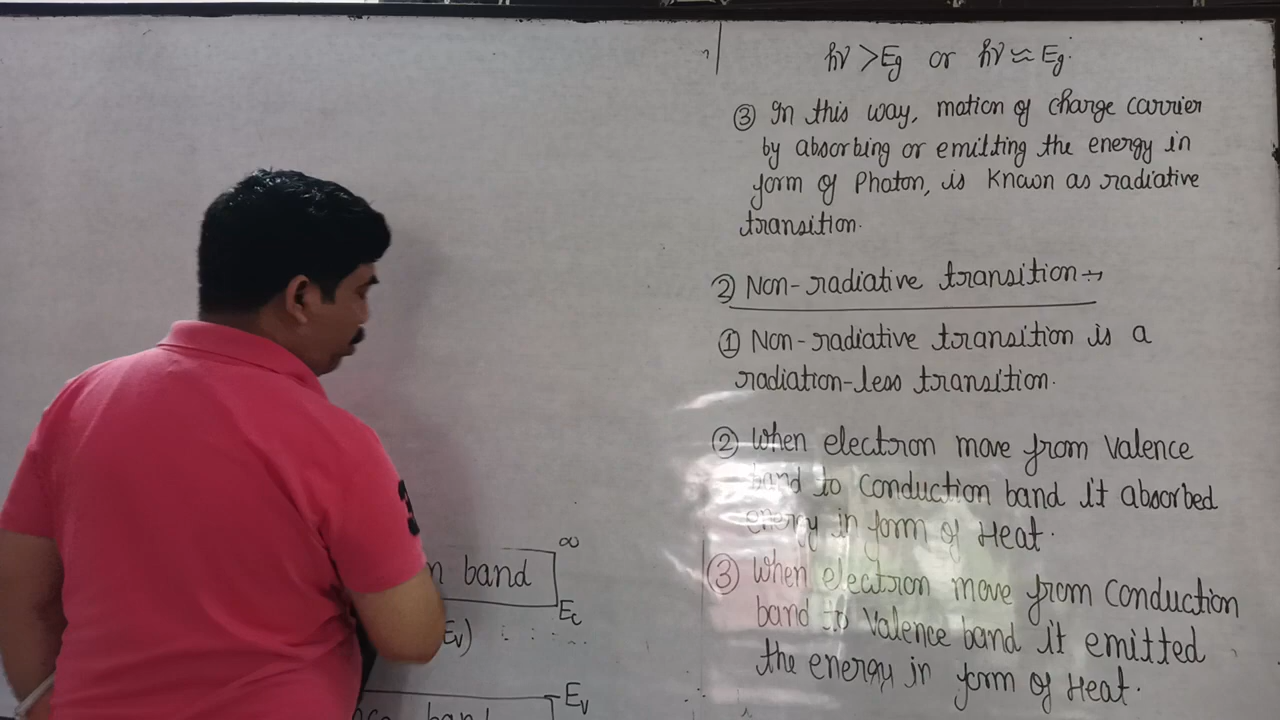 hν > Eg or hν ≈ Eg.
③ In this way, motion of charge carrier
by absorbing or emitting the energy in
form of Photon, is Known as radiative
transition.
2) Non-radiative transition →
① Non-radiative transition is a
radiation-less transition.
② When electron move from Valence
band to Conduction band it absorbed
energy in form of Heat.
③ When electron move from Conduction
band to Valence band it emitted
the energy in form of Heat.
∞
band
Ec
Ev)
Ev
band